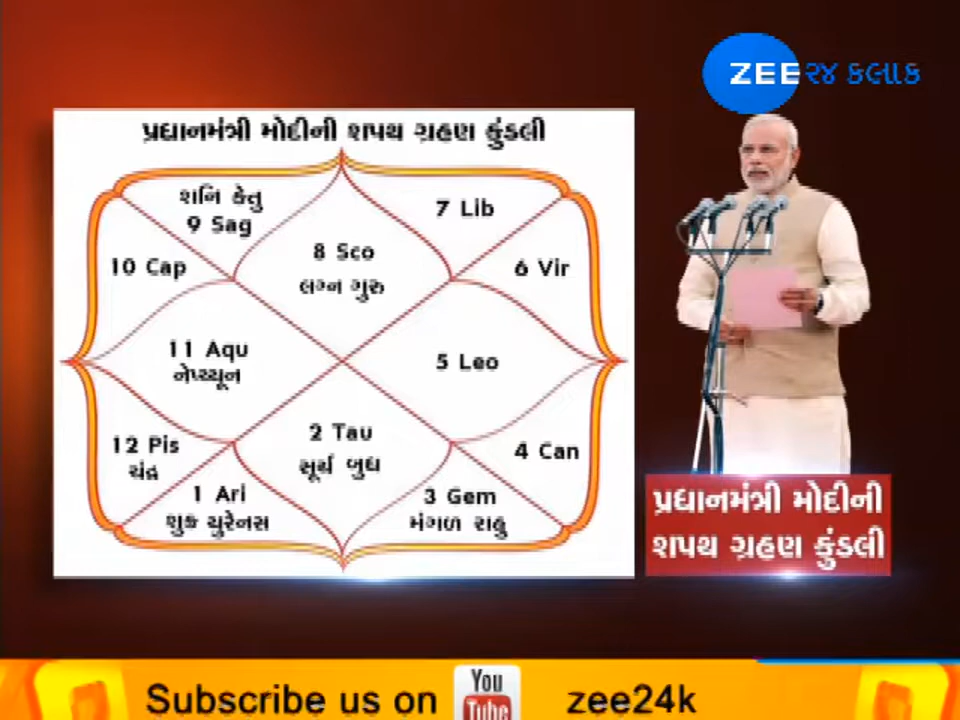 ZEE ૨૪ કલાક
પ્રધાનમંત્રી મોદીની શપથ ગ્રહણ કુંડલી
શનિ કેતુ
9 Sag
7 Lib
8 Sco
લગ્ન ગુરુ
10 Cap
6 Vir
11 Aqu
નેપ્ચ્યૂન
5 Leo
12 Pis
ચંદ્ર
2 Tau
સૂર્ય બુધ
4 Can
1 Ari
શુક્ર યુરેનસ
3 Gem
મંગળ રાહુ
પ્રધાનમંત્રી મોદીની
શપથ ગ્રહણ કુંડલી
Subscribe us on You Tube zee24k